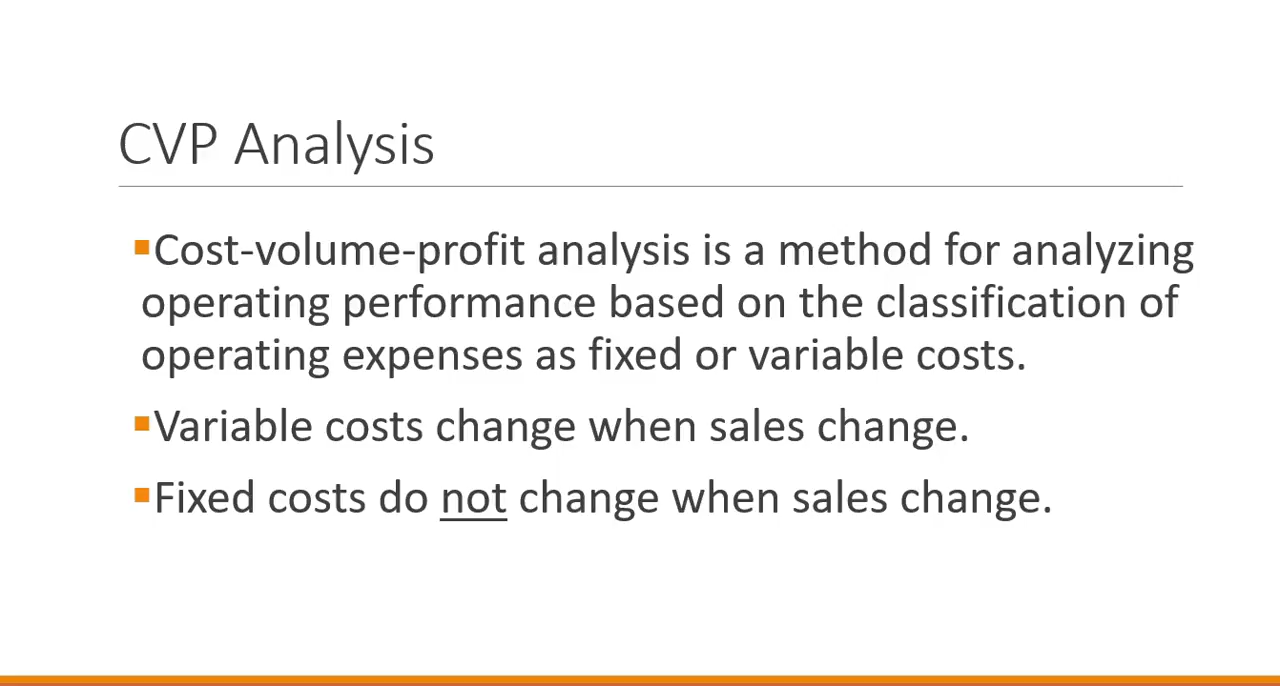 CVP Analysis
▪Cost-volume-profit analysis is a method for analyzing
operating performance based on the classification of
operating expenses as fixed or variable costs.
▪Variable costs change when sales change.
▪Fixed costs do not change when sales change.